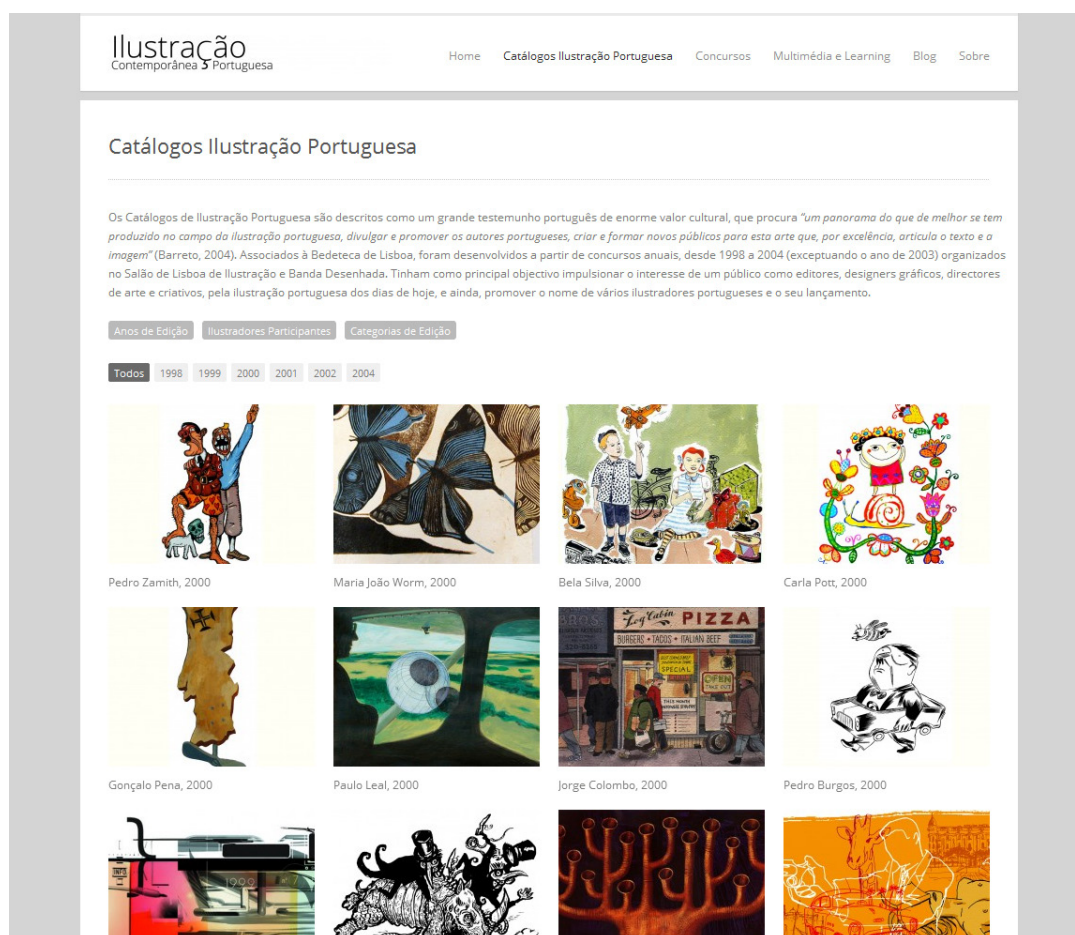 Ilustração
Contemporânea Portuguesa
Home Catálogos Ilustração Portuguesa Concursos Multimédia e Learning Blog Sobre
Catálogos Ilustração Portuguesa
Os Catálogos de Ilustração Portuguesa são descritos como um grande testemunho português de enorme valor cultural, que procura "um panorama do que de melhor se tem
produzido no campo da ilustração portuguesa, divulgar e promover os autores portugueses, criar e formar novos públicos para esta arte que, por excelência, articula o texto e a
imagem" (Barreto, 2004). Associados à Bedeteca de Lisboa, foram desenvolvidos a partir de concursos anuais, desde 1998 a 2004 (exceptuando o ano de 2003) organizados
no Salão de Lisboa de Ilustração e Banda Desenhada. Tinham como principal objectivo impulsionar o interesse de um público como editores, designers gráficos, directores
de arte e criativos, pela ilustração portuguesa dos dias de hoje, e ainda, promover o nome de vários ilustradores portugueses e o seu lançamento.
Anos de Edição Ilustradores Participantes Categorias de Edição
Todos 1998 1999 2000 2001 2002 2004
Pedro Zamith, 2000 Maria João Worm, 2000 Bela Silva, 2000 Carla Pott, 2000
Log Cabin PIZZA
BURGERS • TACOS • ITALIAN BEEF
SPECIAL
OPEN
TAKE OUT
THIS MONTH
Gonçalo Pena, 2000 Paulo Leal, 2000 Jorge Colombo, 2000 Pedro Burgos, 2000
INFO
1999